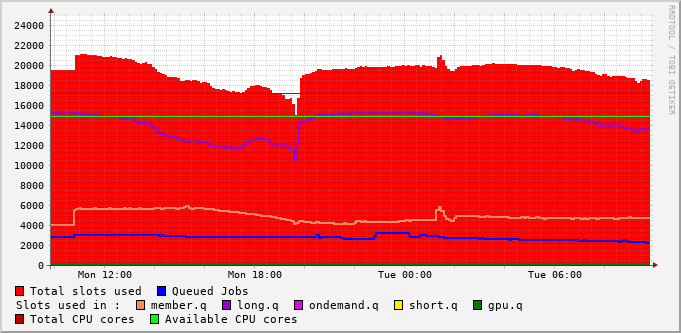 24000
22000
20000
18000
16000
14000
12000
10000
8000
6000
4000
2000
0
Mon 12:00 Mon 18:00 Tue 00:00 Tue 06:00
Total slots used Queued Jobs
Slots used in : member.q long.q ondemand.q short.q gpu.q
Total CPU cores Available CPU cores
RRDTOOL / TOBI OETIKER